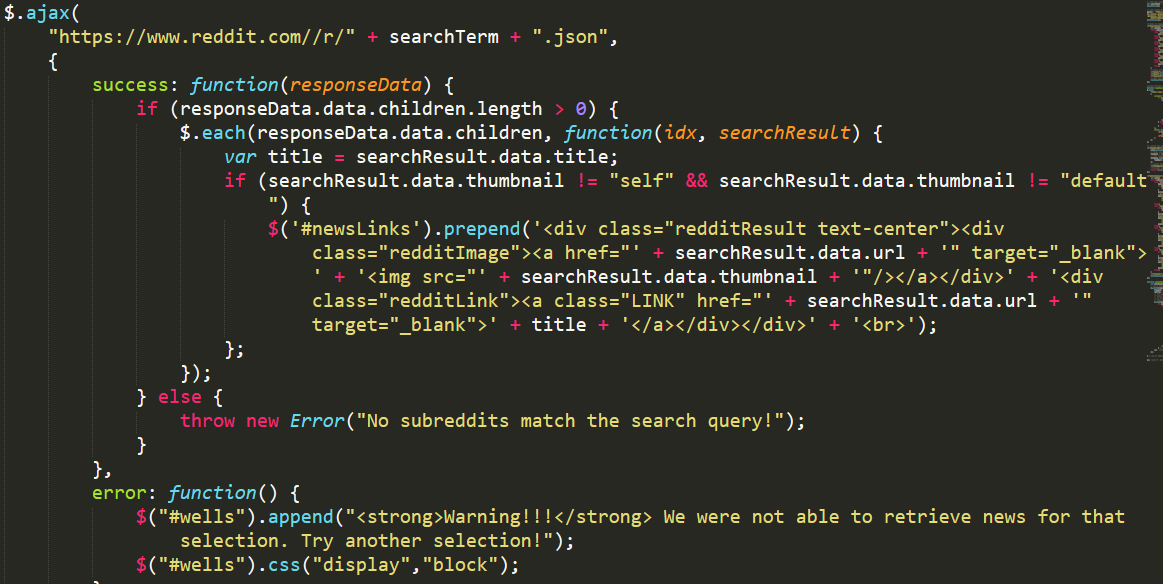 $.ajax(
"https://www.reddit.com//r/" + searchTerm + ".json",
{
success: function(responseData) {
if (responseData.data.children.length > 0) {
$.each(responseData.data.children, function(idx, searchResult) {
var title = searchResult.data.title;
if (searchResult.data.thumbnail != "self" && searchResult.data.thumbnail != "default
") {
$('#newsLinks').prepend('<div class="redditResult text-center"><div
class="redditImage"><a href="' + searchResult.data.url + '" target="_blank">
' + '<img src="' + searchResult.data.thumbnail + '"/></a></div>' + '<div
class="redditLink"><a class="LINK" href="' + searchResult.data.url + '"
target="_blank">' + title + '</a></div></div>' + '<br>');
};
});
} else {
throw new Error("No subreddits match the search query!");
}
},
error: function() {
$("#wells").append("<strong>Warning!!!</strong> We were not able to retrieve news for that
selection. Try another selection!");
$("#wells").css("display","block");